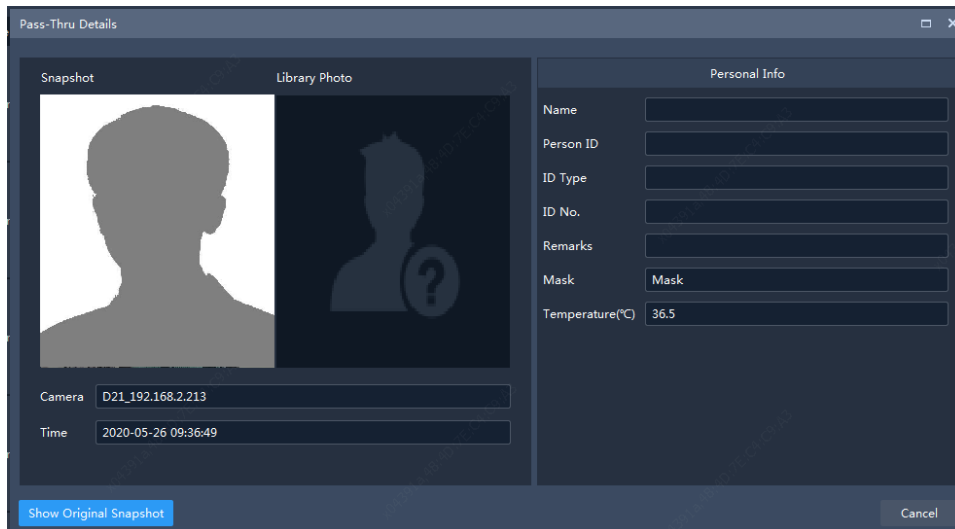 Pass-Thru Details
Snapshot
Library Photo
Camera D21_192.168.2.213
Time 2020-05-26 09:36:49
Personal Info
Name
Person ID
ID Type
ID No.
Remarks
Mask Mask
Temperature(℃) 36.5
Show Original Snapshot
Cancel